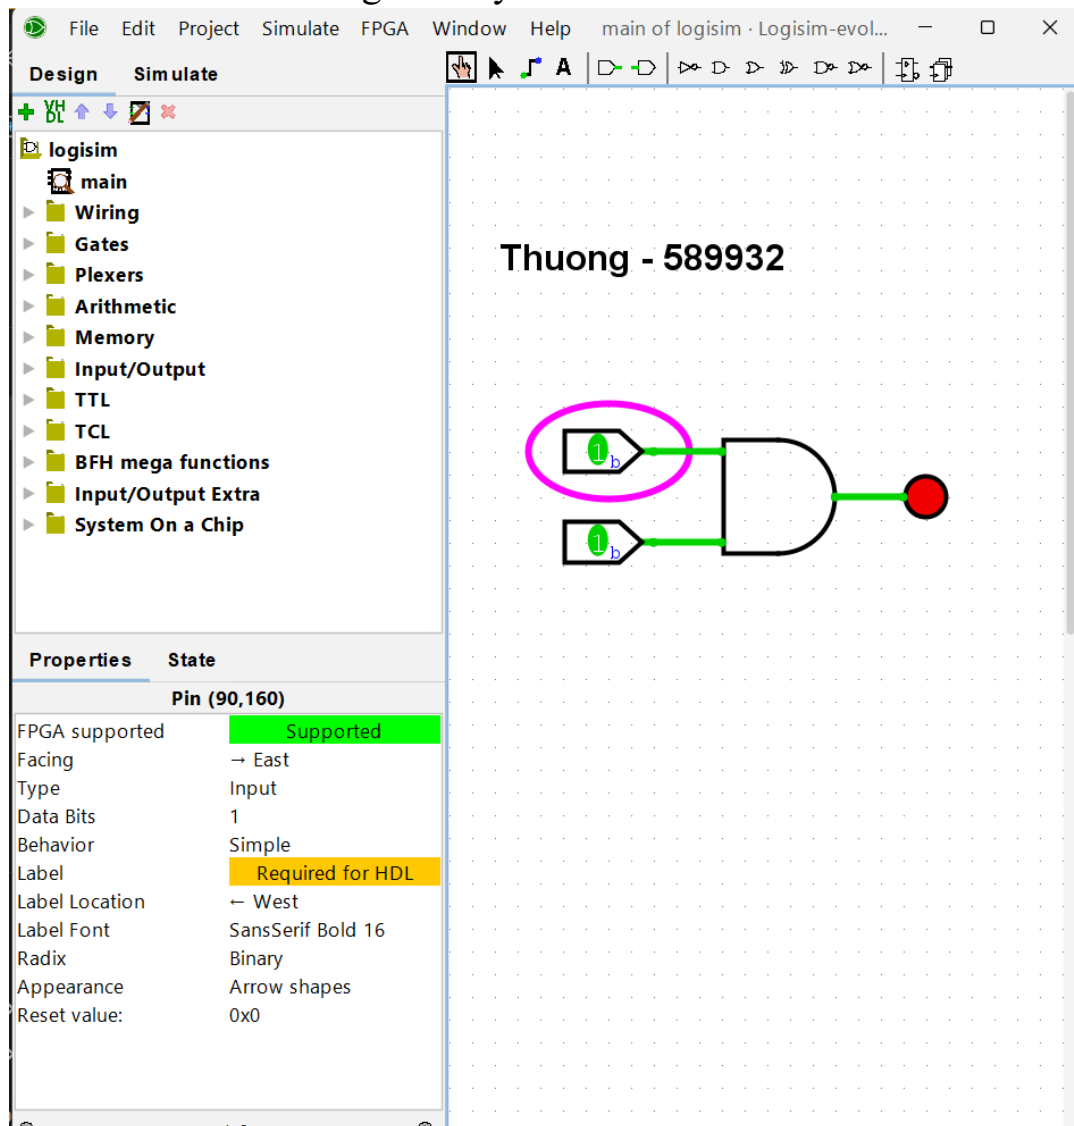 File Edit Project Simulate FPGA Window Help main of logisim · Logisim-evol...
Design Simulate
A
VH
DL
logisim
main
Wiring
Gates
Plexers
Arithmetic
Memory
Input/Output
TTL
TCL
BFH mega functions
Input/Output Extra
System On a Chip
Thuong - 589932
1 b
1 b
Properties State
Pin (90,160)
FPGA supported Supported
Facing → East
Type Input
Data Bits 1
Behavior Simple
Label Required for HDL
Label Location ← West
Label Font SansSerif Bold 16
Radix Binary
Appearance Arrow shapes
Reset value: 0x0